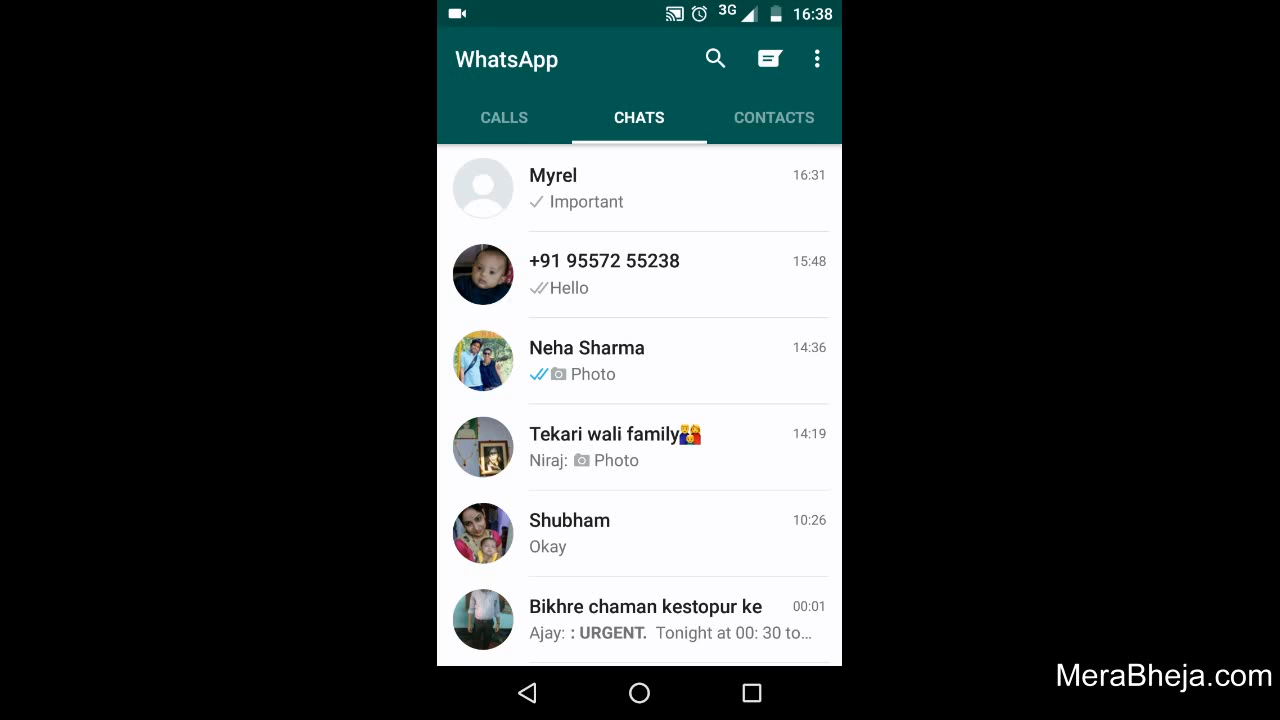 3G 16:38
WhatsApp
CALLS CHATS CONTACTS
Myrel 16:31
Important
+91 95572 55238 15:48
Hello
Neha Sharma 14:36
Photo
Tekari wali family 14:19
Niraj: Photo
Shubham 10:26
Okay
Bikhre chaman kestopur ke 00:01
Ajay: : URGENT. Tonight at 00: 30 to...
MeraBheja.com